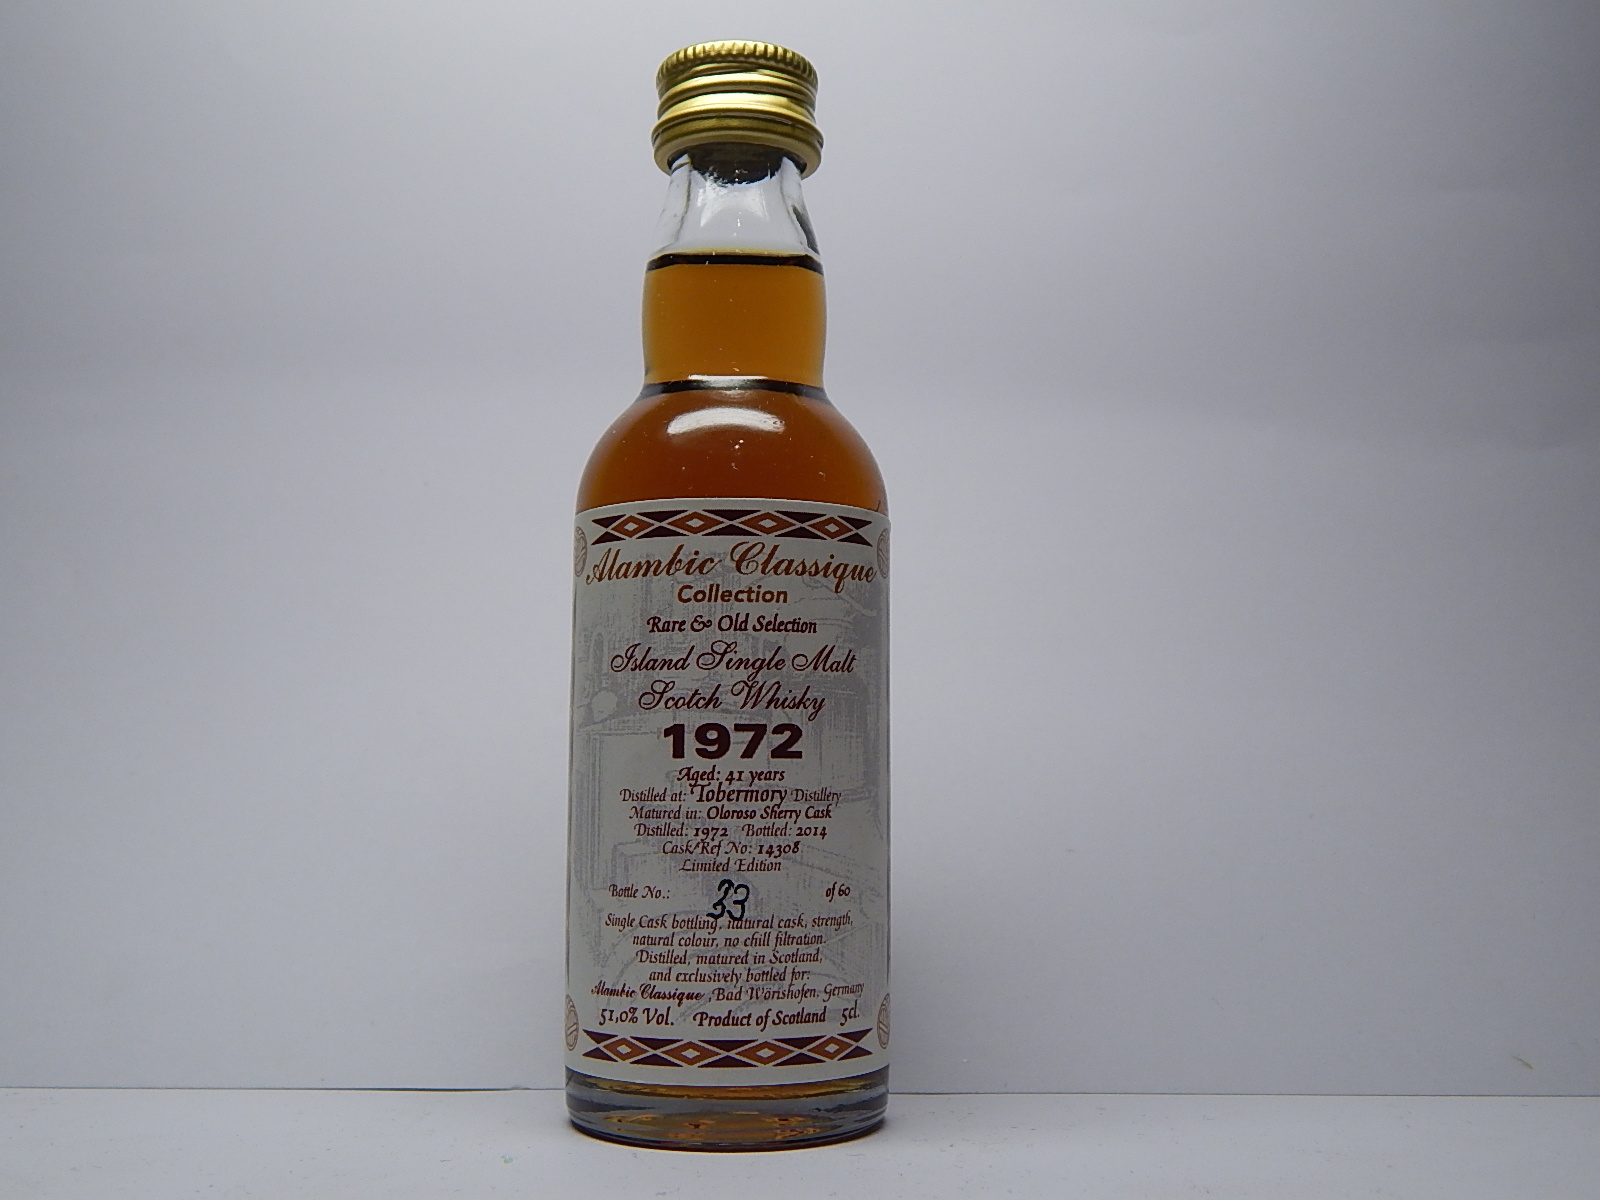 Alambic Classique
Collection
Rare & Old Selection
Island Single Malt
Scotch Whisky
1972
Aged: 41 years
Distilled at: Tobermory Distillery
Matured in: Oloroso Sherry Cask
Distilled: 1972 Bottled: 2014
Cask/Ref No: 14308
Limited Edition
Bottle No.: 33 of 60
Single Cask bottling, natural cask, strength,
natural colour, no chill filtration.
Distilled, matured in Scotland,
and exclusively bottled for:
Alambic Classique, Bad Wörishofen, Germany
51,0% Vol. Product of Scotland 5cl.